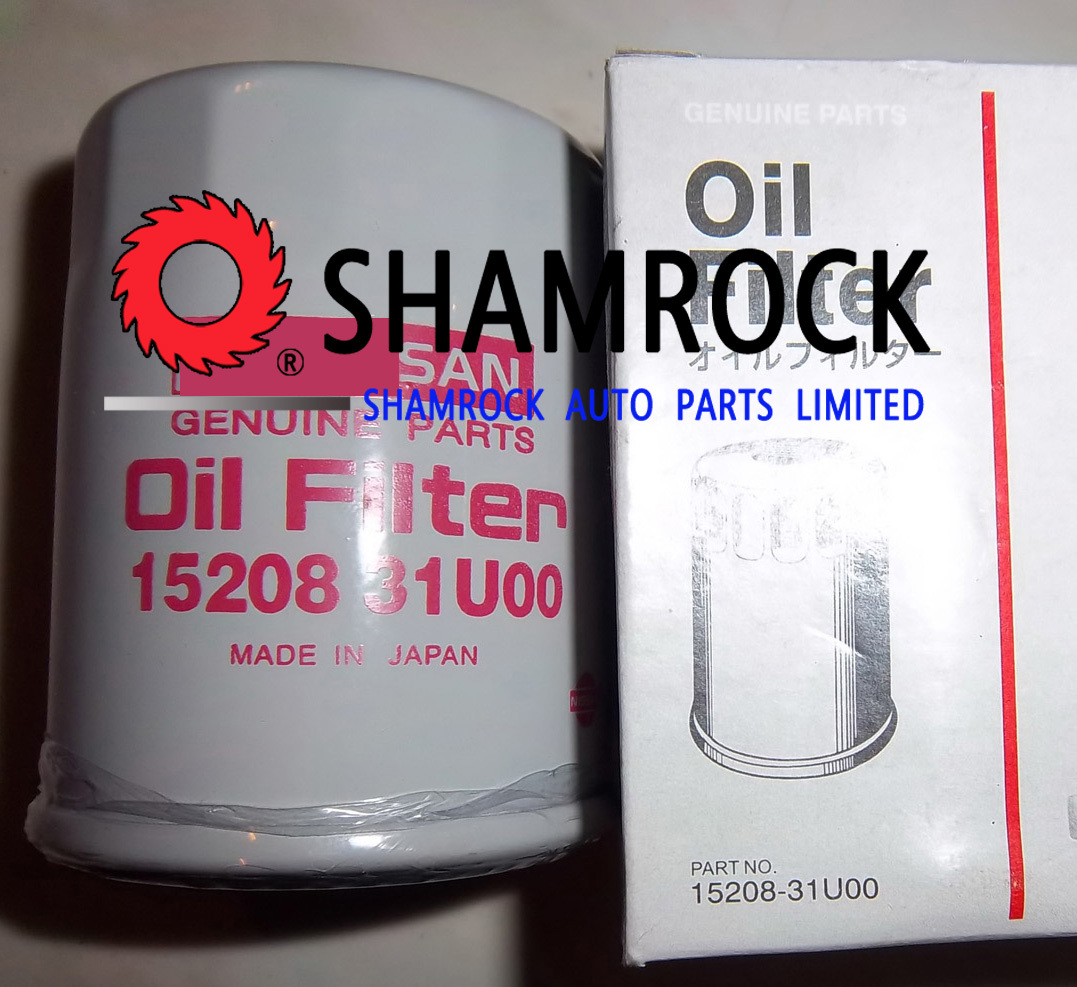 SHAMROCK
®
SHAMROCK AUTO PARTS LIMITED
SAN
GENUINE PARTS
Oil Filter
15208 31U00
MADE IN JAPAN
GENUINE PARTS
Oil
Filter
オイルフィルター
PART NO.
15208-31U00